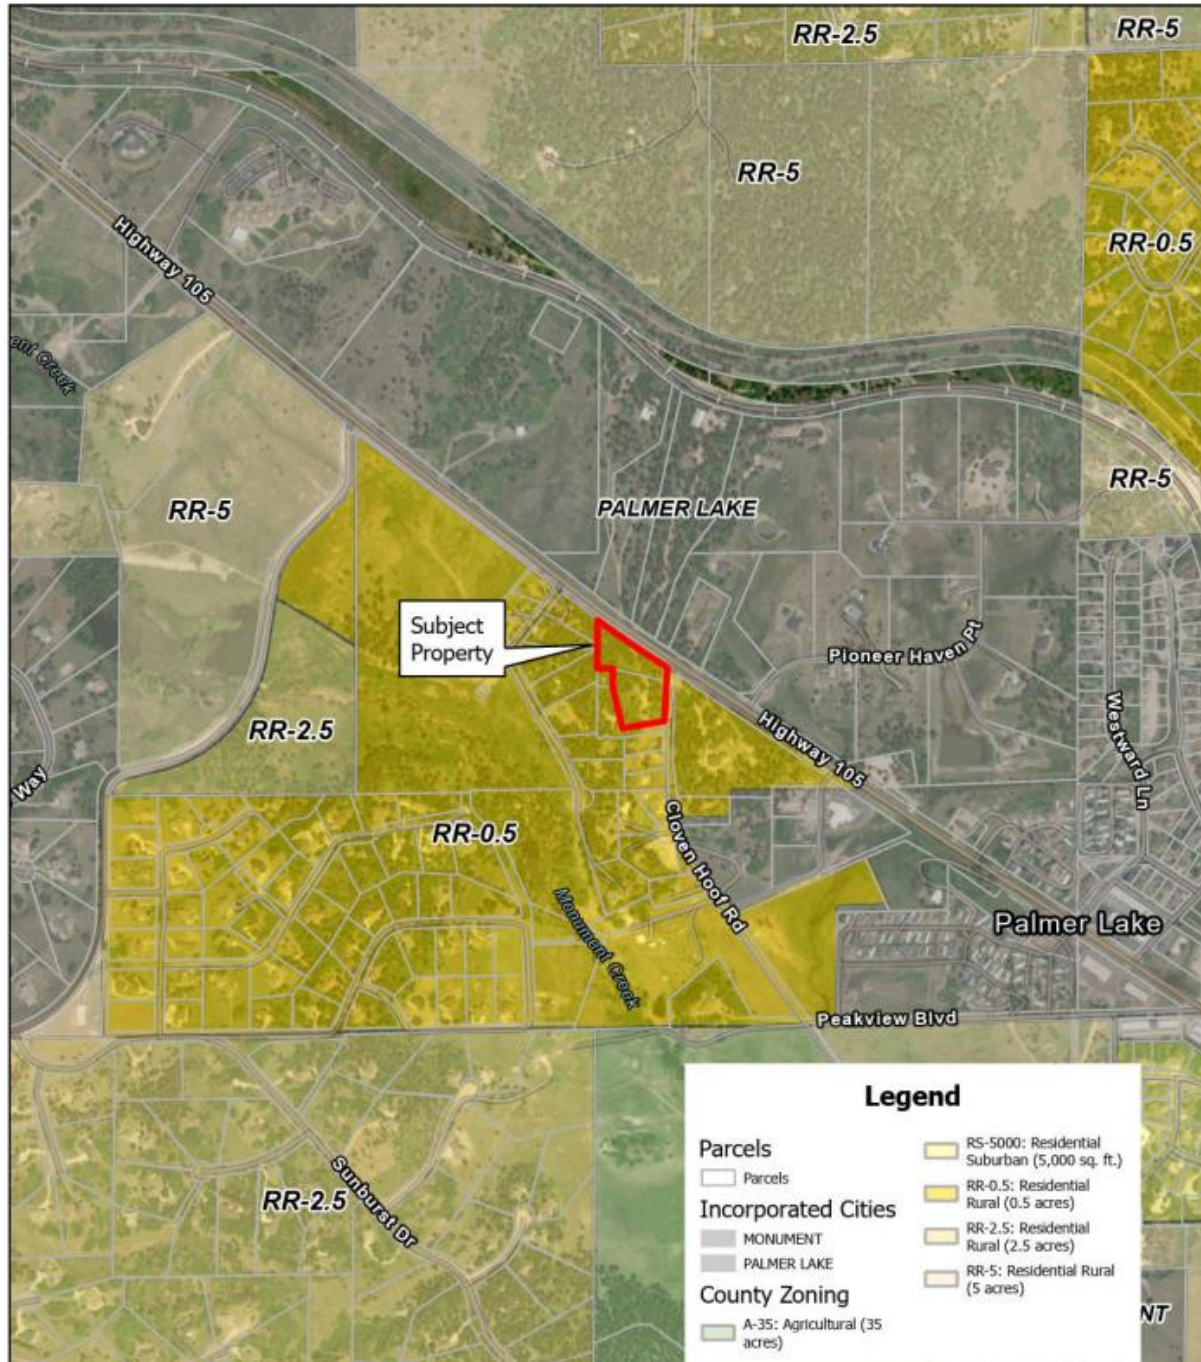 RR-2.5
RR-5
RR-5
RR-0.5
Highway 105
ent Creek
RR-5
PALMER LAKE
RR-5
Subject
Property
Pioneer Haven Pt
RR-2.5
Highway 105
Westward Ln
Way
RR-0.5
Cloven Hoof Rd
Monument Creek
Palmer Lake
Peakview Blvd
Sunburst Dr
RR-2.5
Legend
Parcels
Parcels
Incorporated Cities
MONUMENT
PALMER LAKE
County Zoning
A-35: Agricultural (35
acres)
RS-5000: Residential
Suburban (5,000 sq. ft.)
RR-0.5: Residential
Rural (0.5 acres)
RR-2.5: Residential
Rural (2.5 acres)
RR-5: Residential Rural
(5 acres)
NT